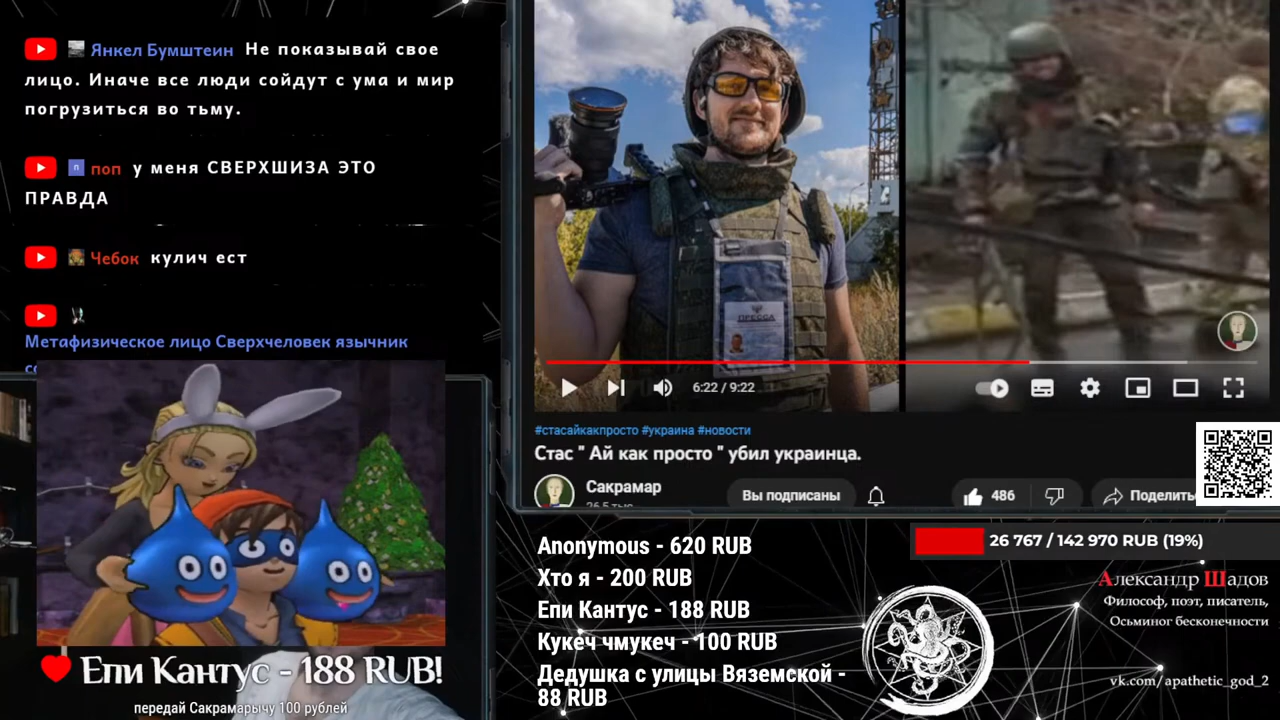 Янкел Бумштеин Не показывай свое
лицо. Иначе все люди сойдут с ума и мир
погрузиться во тьму.
п поп у меня СВЕРХШИЗА ЭТО
ПРАВДА
Чебок кулич ест
Метафизическое лицо Сверхчеловек язычник
ПРЕССА
6:22 / 9:22
#стасайкакпросто #украина #новости
Стас " Ай как просто " убил украинца.
Сакрамар
26,5 тыс.
Вы подписаны
486
Поделить
Anonymous - 620 RUB
Хто я - 200 RUB
Епи Кантус - 188 RUB
Кукеч чмукеч - 100 RUB
Дедушка с улицы Вяземской -
88 RUB
26 767 / 142 970 RUB (19%)
Александр Шадов
Философ, поэт, писатель,
Осьминог бесконечности
vk.com/apathetic_god_2
Епи Кантус - 188 RUB!
передай Сакрамарычу 100 рублей